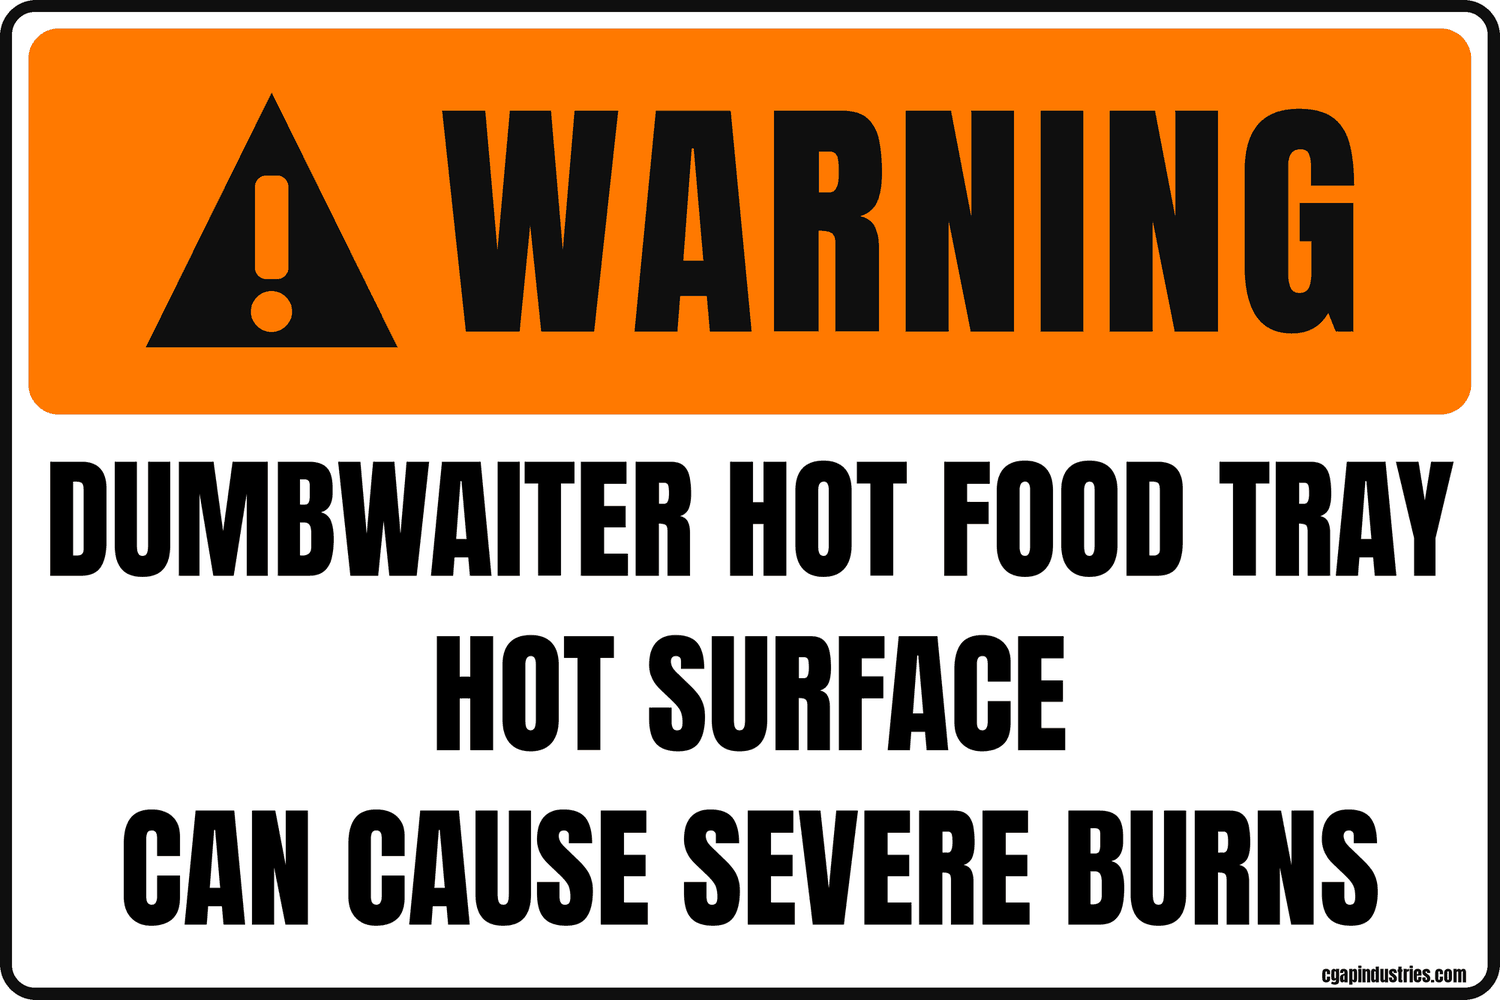 WARNING
DUMBWAITER HOT FOOD TRAY
HOT SURFACE
CAN CAUSE SEVERE BURNS
cgapindustries.com